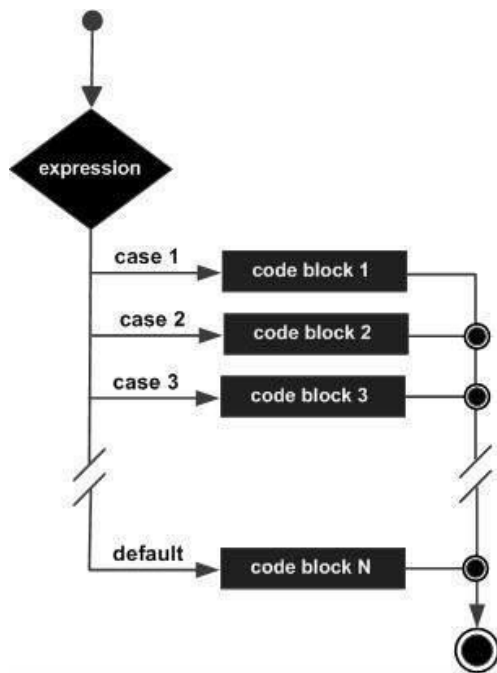 expression
case 1
code block 1
case 2
code block 2
case 3
code block 3
default
code block N